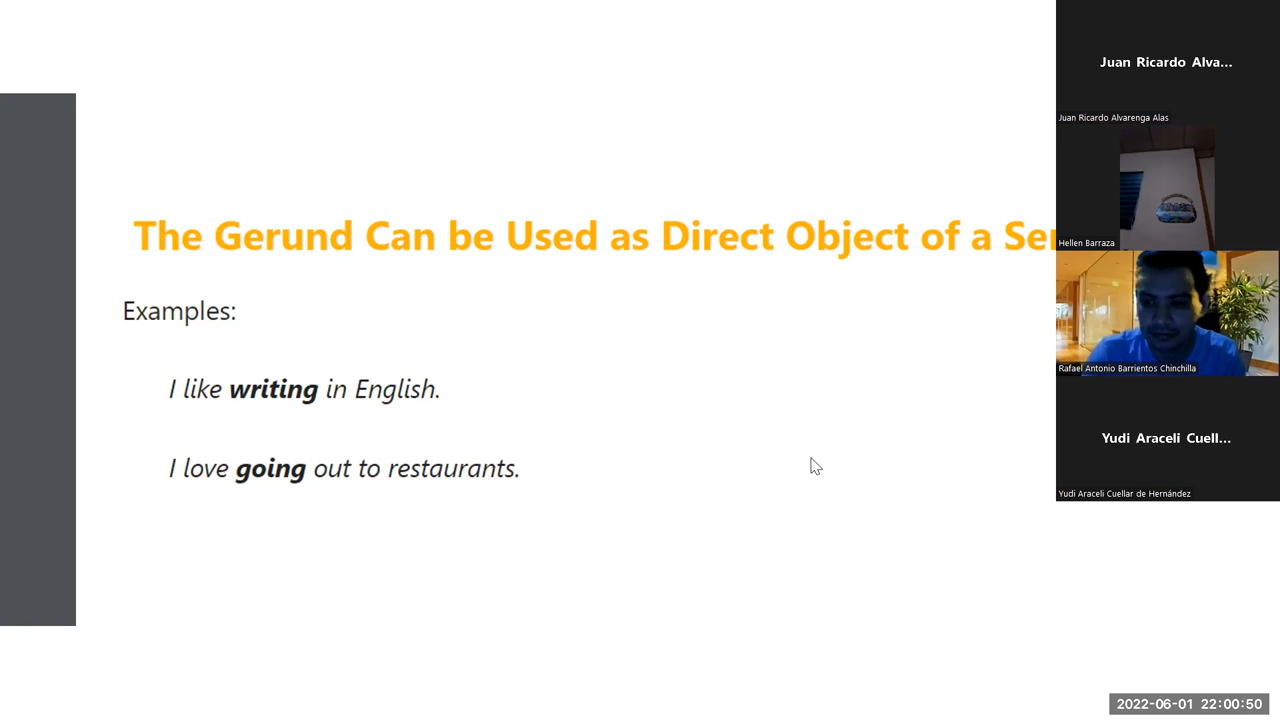 The Gerund Can be Used as Direct Object of a
Examples:
I like writing in English.
I love going out to restaurants.
Juan Ricardo Alva...
Juan Ricardo Alvarenga Alas
Hellen Barraza
Rafael Antonio Barrientos Chinchilla
Yudi Araceli Cuell...
Yudi Araceli Cuellar de Hernández
2022-06-01 22:00:50